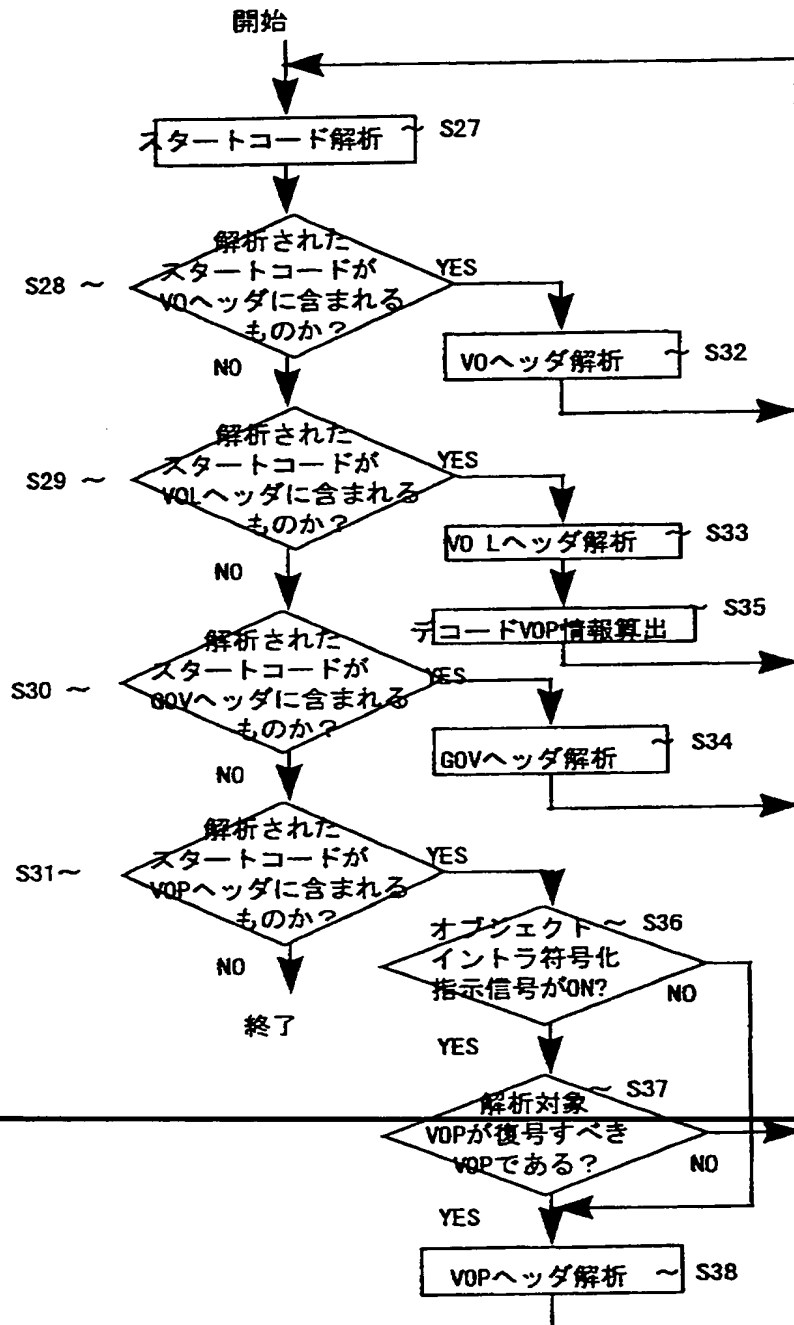 開始
スタートコード解析
~ S27
解析された
スタートコードが
VOヘッダに含まれる
ものか?
S28 ~
YES
NO
VOヘッダ解析
~ S32
解析された
スタートコードが
VOLヘッダに含まれる
ものか?
S29 ~
YES
NO
VO Lヘッダ解析
~ S33
デコードVOP情報算出
~ S35
解析された
スタートコードが
GOVヘッダに含まれる
ものか?
S30 ~
YES
NO
GOVヘッダ解析
~ S34
解析された
スタートコードが
VOPヘッダに含まれる
ものか?
S31~
YES
NO
終了
オブジェクト
イントラ符号化
指示信号がON?
~ S36
NO
YES
解析対象
VOPが復号すべき
VOPである?
~ S37
NO
YES
VOPヘッダ解析
~ S38